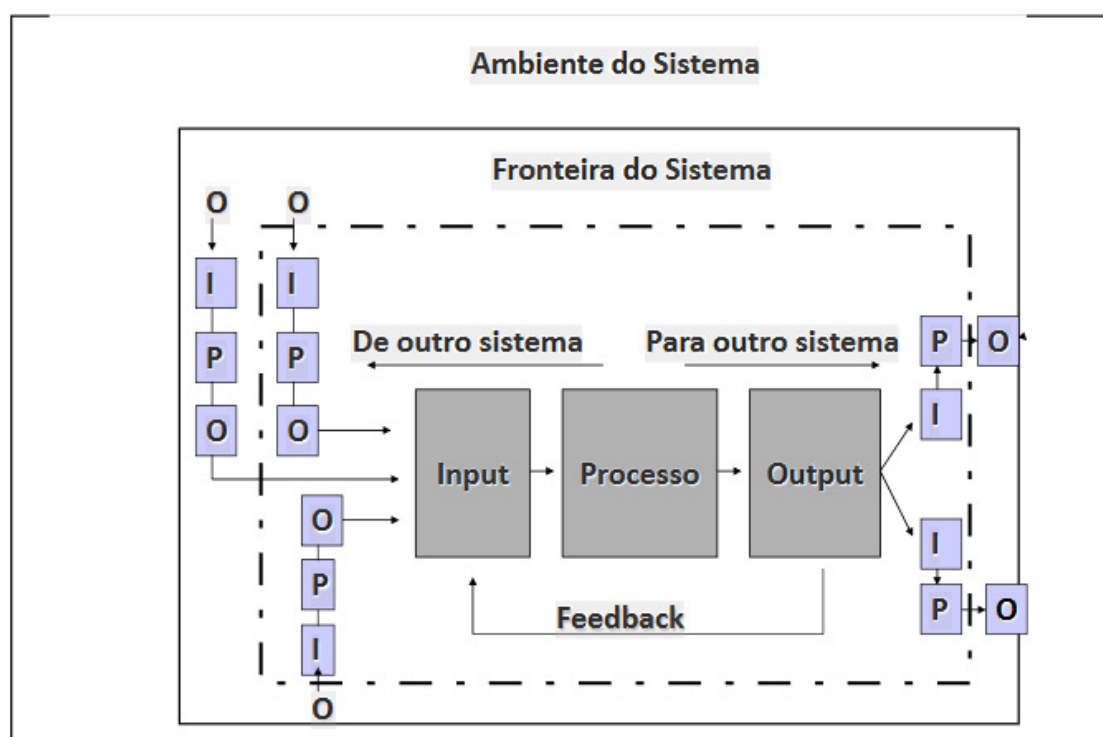 Ambiente do Sistema
Fronteira do Sistema
O O
I I
P P
O O
De outro sistema Para outro sistema
P O
I
Input Processo Output
O
P
I
O
I
P O
Feedback